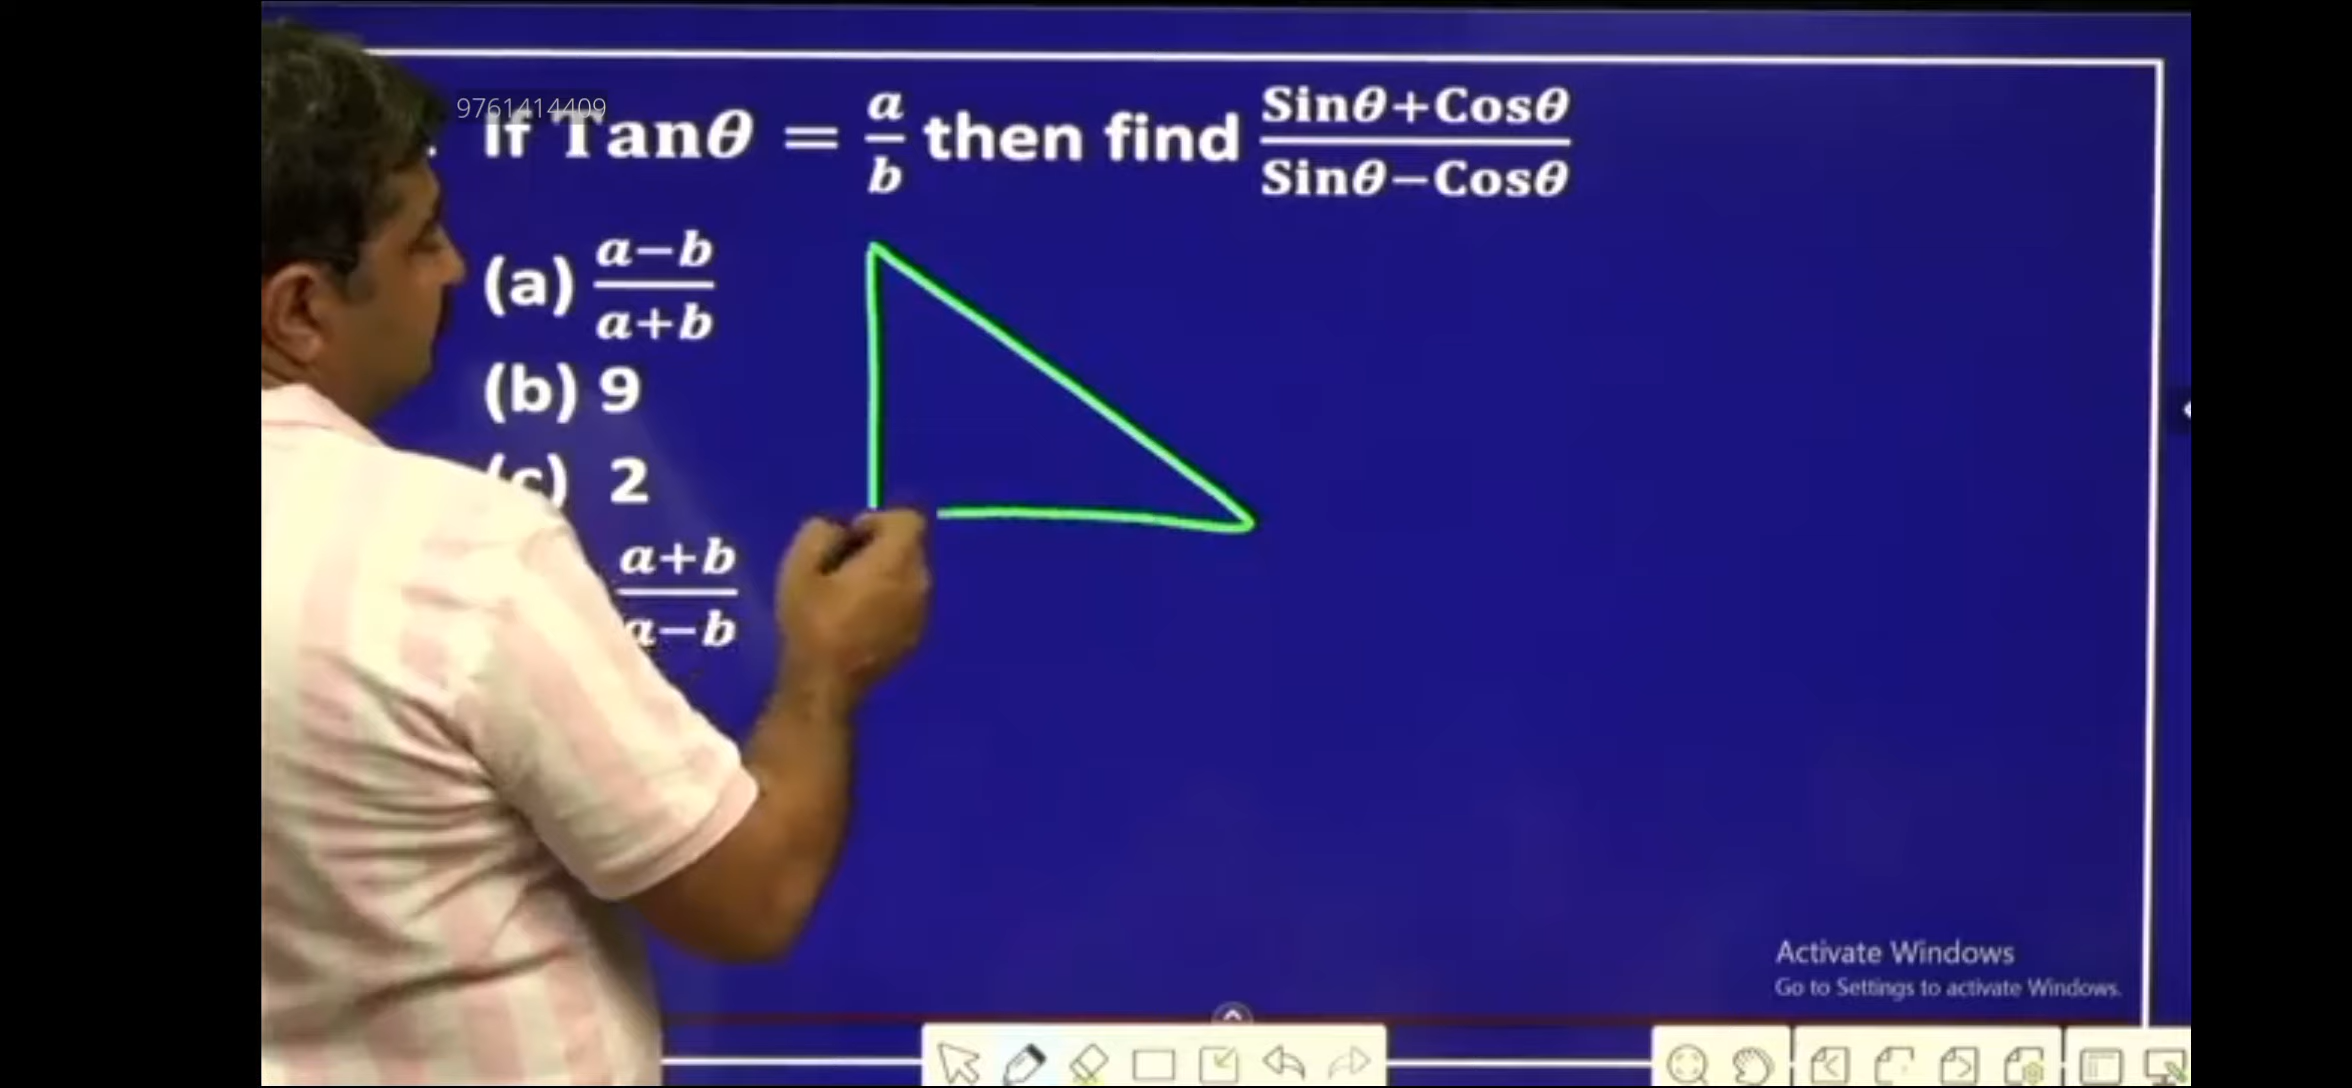 9761414409
. If Tanθ = a/b then find Sinθ+Cosθ/Sinθ−Cosθ
(a) a−b/a+b
(b) 9
(c) 2
a+b/a−b
Activate Windows
Go to Settings to activate Windows.